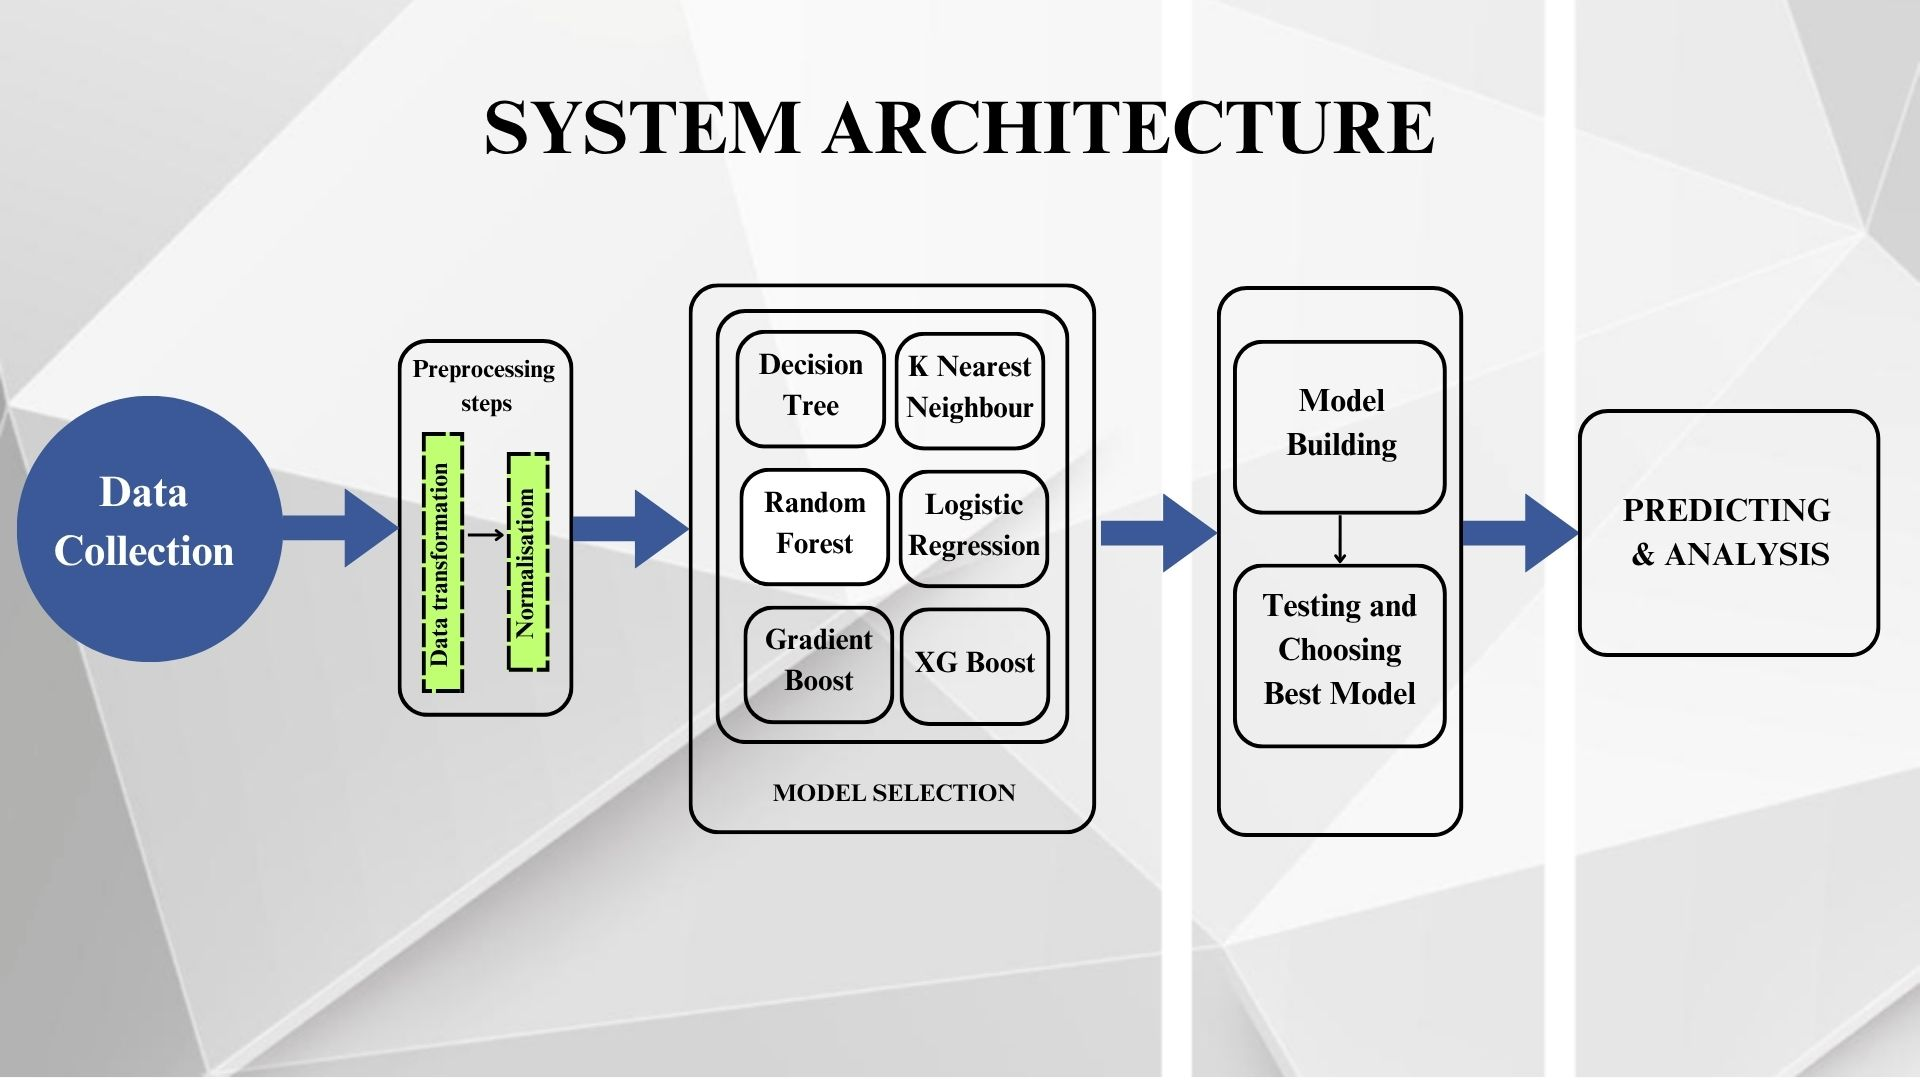 SYSTEM ARCHITECTURE
Data
Collection
Preprocessing
steps
Data transformation
Normalisation
Decision
Tree
K Nearest
Neighbour
Random
Forest
Logistic
Regression
Gradient
Boost
XG Boost
MODEL SELECTION
Model
Building
Testing and
Choosing
Best Model
PREDICTING
& ANALYSIS